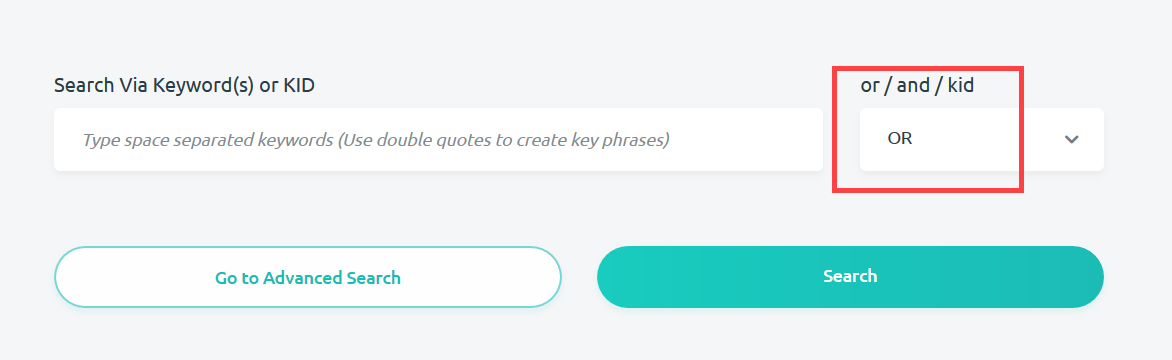 Search Via Keyword(s) or KID
or / and / kid
Type space separated keywords (Use double quotes to create key phrases)
OR
Go to Advanced Search
Search